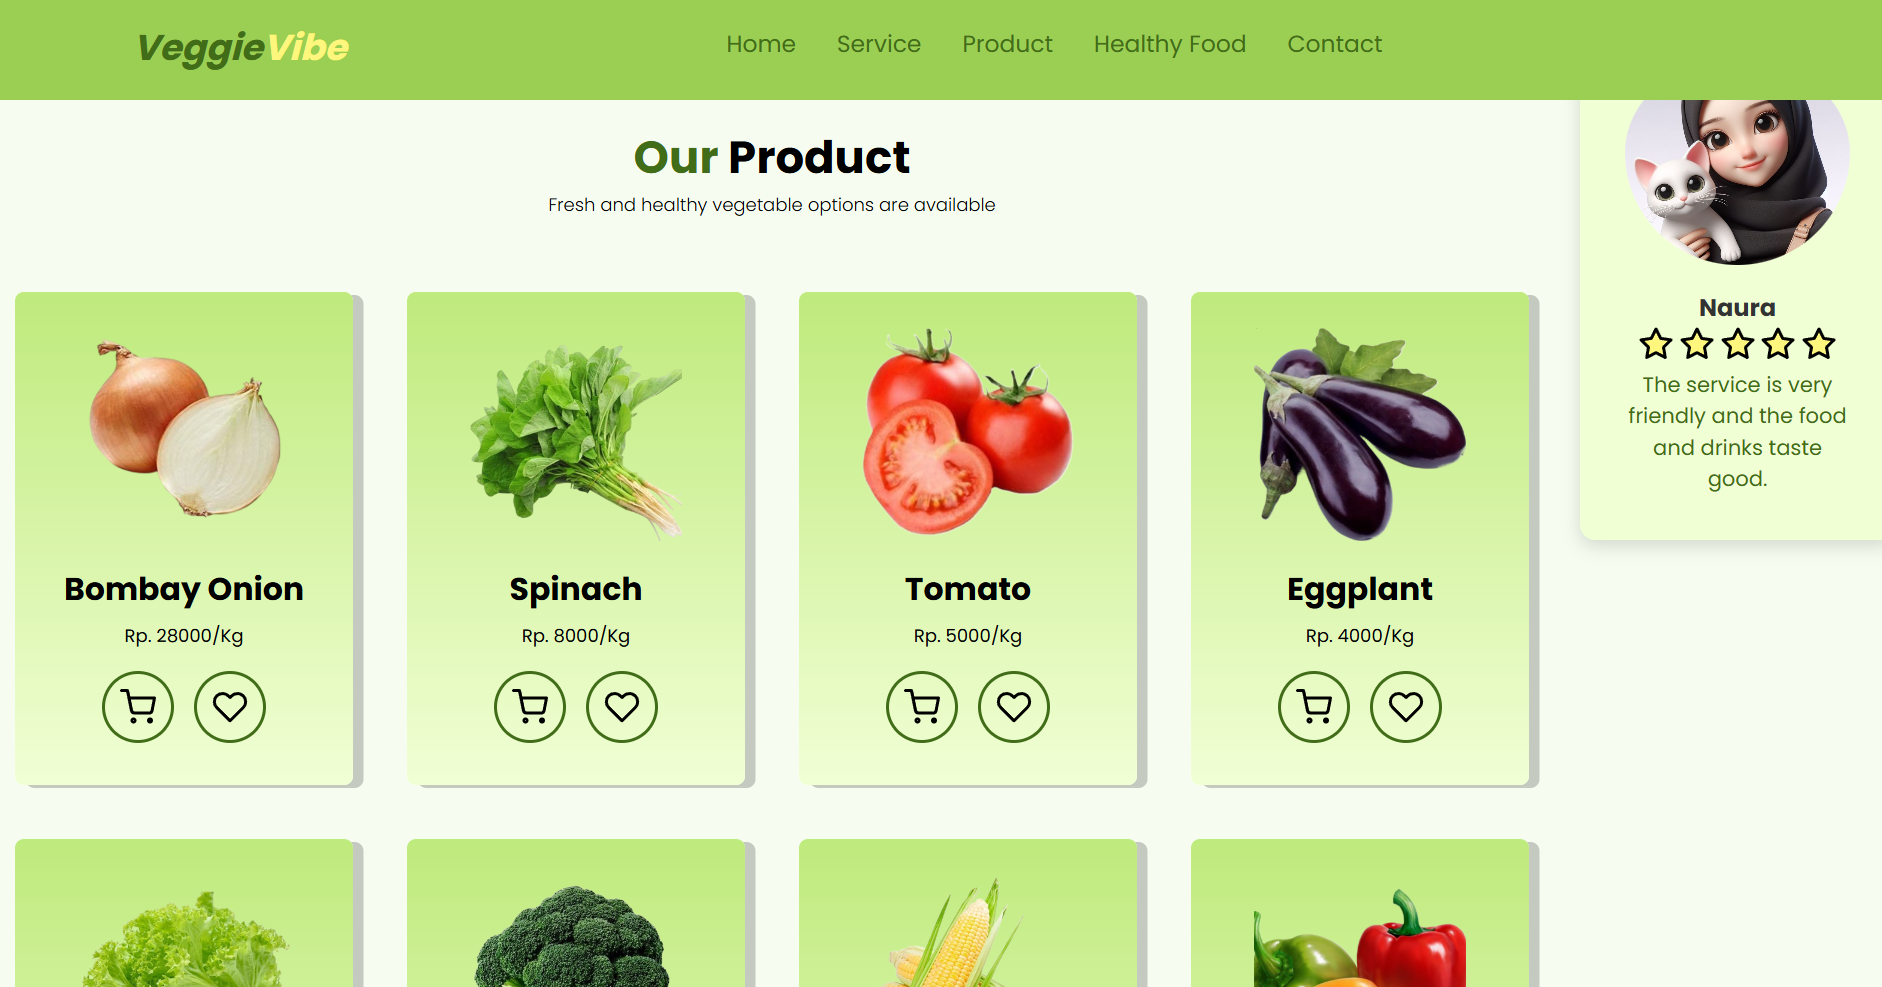 VeggieVibe
Home Service Product Healthy Food Contact
Our Product
Fresh and healthy vegetable options are available
Bombay Onion
Rp. 28000/Kg
Spinach
Rp. 8000/Kg
Tomato
Rp. 5000/Kg
Eggplant
Rp. 4000/Kg
Naura
The service is very
friendly and the food
and drinks taste
good.